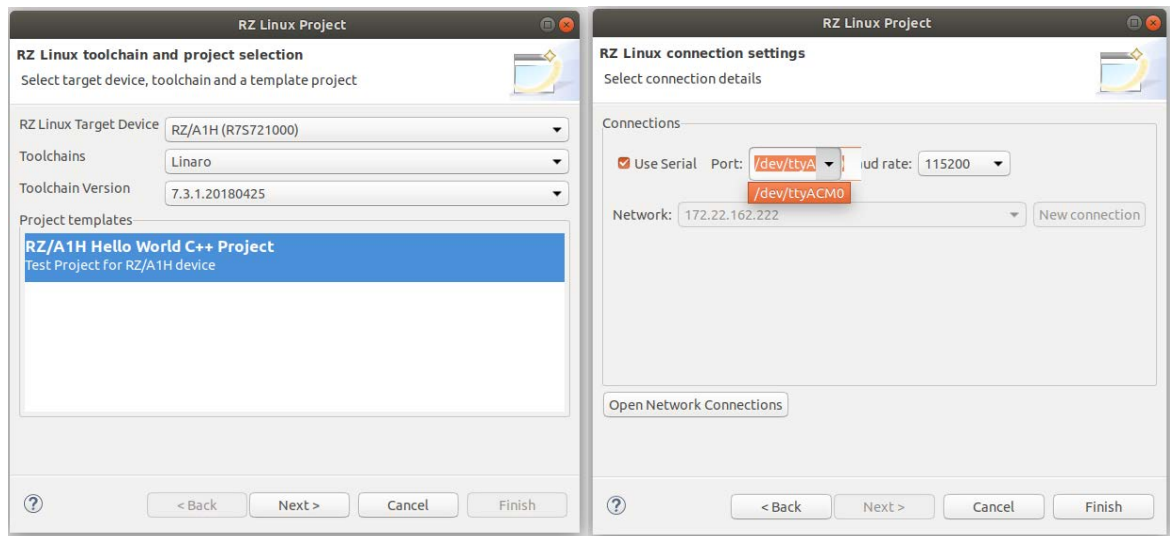 RZ Linux Project
RZ Linux toolchain and project selection
Select target device, toolchain and a template project
RZ Linux Target Device RZ/A1H (R7S721000)
Toolchains Linaro
Toolchain Version 7.3.1.20180425
Project templates
RZ/A1H Hello World C++ Project
Test Project for RZ/A1H device
? < Back Next > Cancel Finish
RZ Linux Project
RZ Linux connection settings
Select connection details
Connections
Use Serial Port: /dev/ttyA ud rate: 115200
/dev/ttyACM0
Network: 172.22.162.222 New connection
Open Network Connections
? < Back Next > Cancel Finish